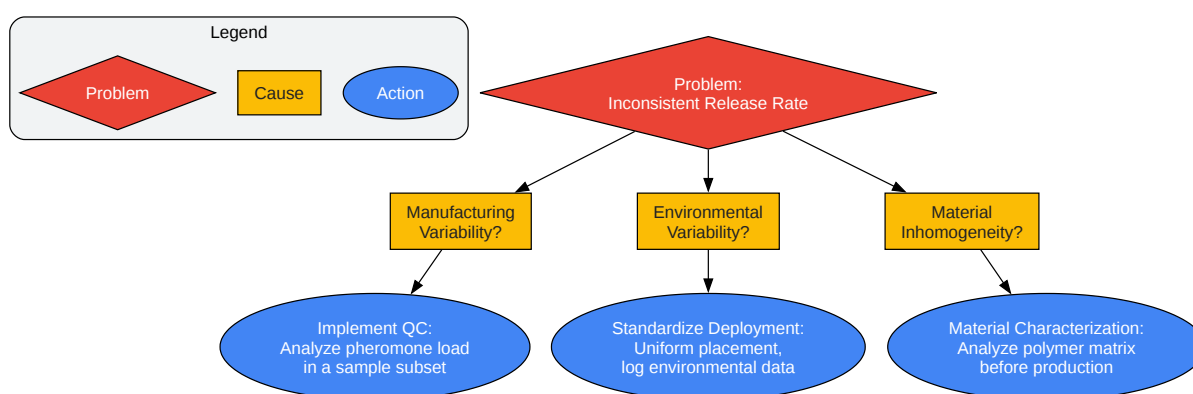 Legend
Problem
Cause
Action
Problem:
Inconsistent Release Rate
Manufacturing
Variability?
Environmental
Variability?
Material
Inhomogeneity?
Implement QC:
Analyze pheromone load
in a sample subset
Standardize Deployment:
Uniform placement,
log environmental data
Material Characterization:
Analyze polymer matrix
before production